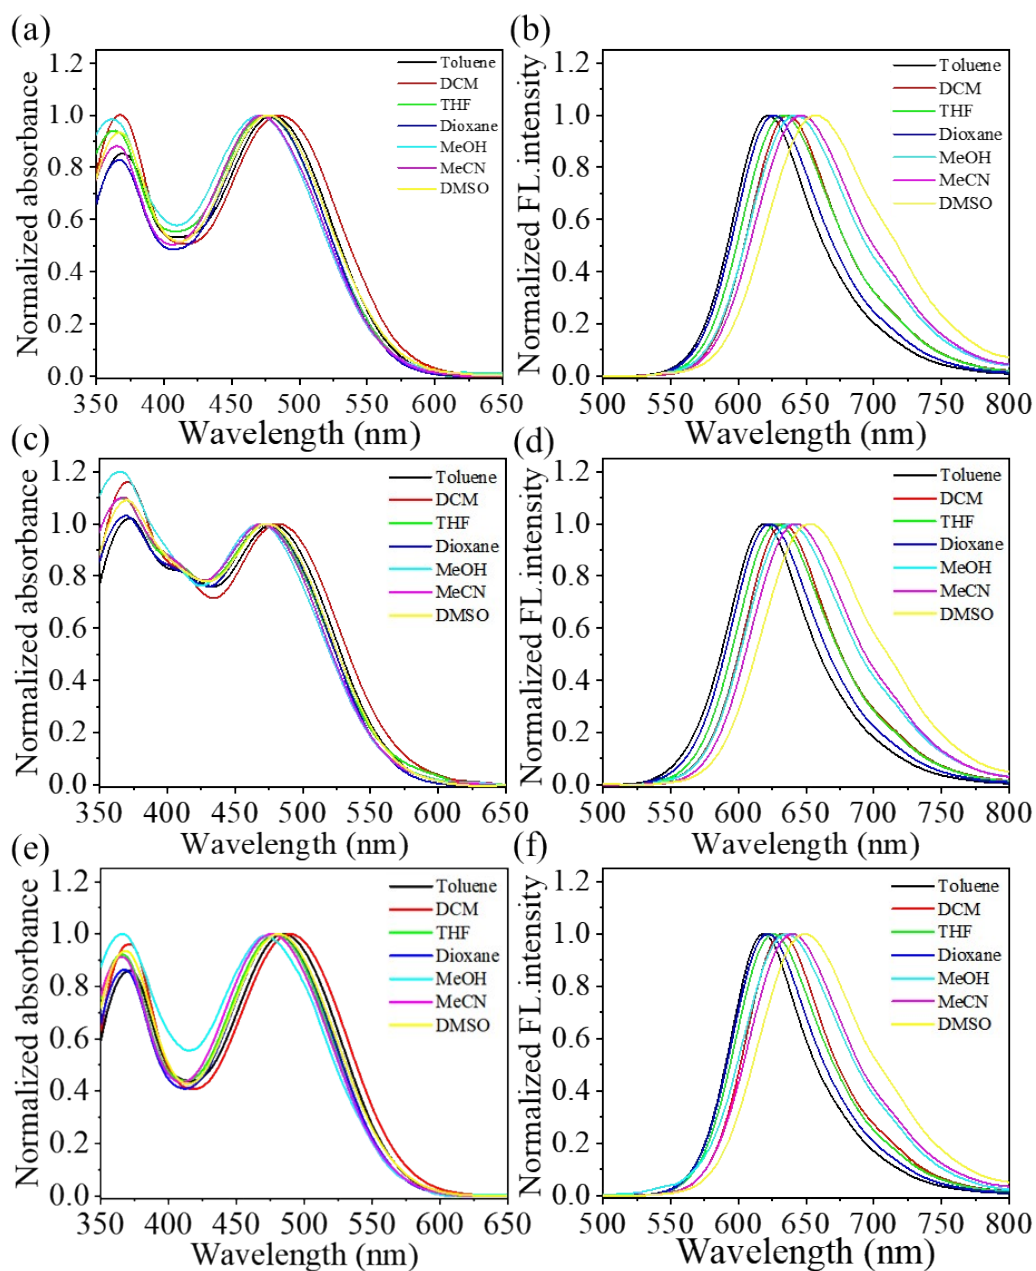 (a)
Normalized absorbance
1.2
1.0
0.8
0.6
0.4
0.2
0.0
Toluene
DCM
THF
Dioxane
MeOH
MeCN
DMSO
350 400 450 500 550 600 650
Wavelength (nm)
(b)
Normalized FL.intensity
1.2
1.0
0.8
0.6
0.4
0.2
0.0
Toluene
DCM
THF
Dioxane
MeOH
MeCN
DMSO
500 550 600 650 700 750 800
Wavelength (nm)
(c)
Normalized absorbance
1.2
1.0
0.8
0.6
0.4
0.2
0.0
Toluene
DCM
THF
Dioxane
MeOH
MeCN
DMSO
350 400 450 500 550 600 650
Wavelength (nm)
(d)
Normalized FL.intensity
1.2
1.0
0.8
0.6
0.4
0.2
0.0
Toluene
DCM
THF
Dioxane
MeOH
MeCN
DMSO
500 550 600 650 700 750 800
Wavelength (nm)
(e)
Normalized absorbance
1.2
1.0
0.8
0.6
0.4
0.2
0.0
Toluene
DCM
THF
Dioxane
MeOH
MeCN
DMSO
350 400 450 500 550 600 650
Wavelength (nm)
(f)
Normalized FL.intensity
1.2
1.0
0.8
0.6
0.4
0.2
0.0
Toluene
DCM
THF
Dioxane
MeOH
MeCN
DMSO
500 550 600 650 700 750 800
Wavelength (nm)